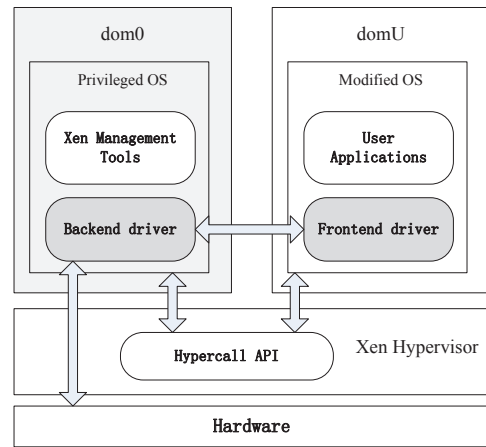 dom0
domU
Privileged OS
Modified OS
Xen Management
Tools
User
Applications
Backend driver
Frontend driver
Hypercall API
Xen Hypervisor
Hardware